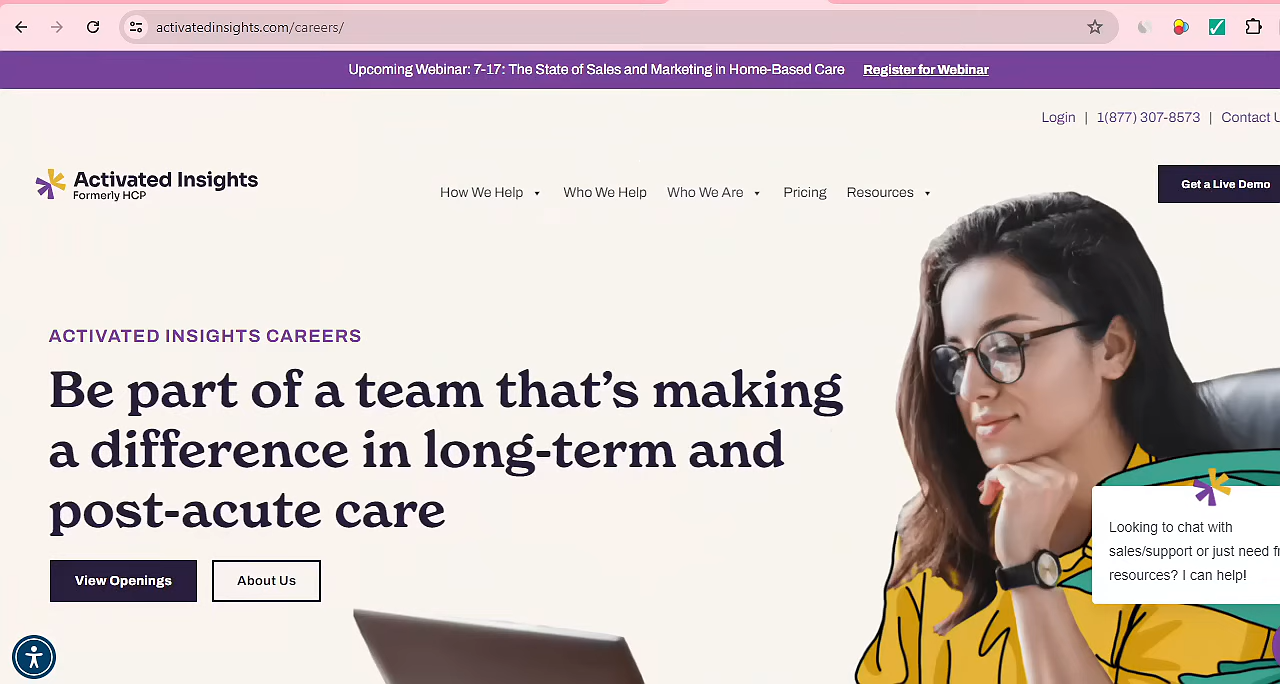 activatedinsights.com/careers/
Upcoming Webinar: 7-17: The State of Sales and Marketing in Home-Based Care Register for Webinar
Login | 1(877) 307-8573 | Contact
Activated Insights
Formerly HCP
How We Help Who We Help Who We Are Pricing Resources
Get a Live Demo
ACTIVATED INSIGHTS CAREERS
Be part of a team that’s making
a difference in long-term and
post-acute care
View Openings About Us
Looking to chat with
sales/support or just need
resources? I can help!